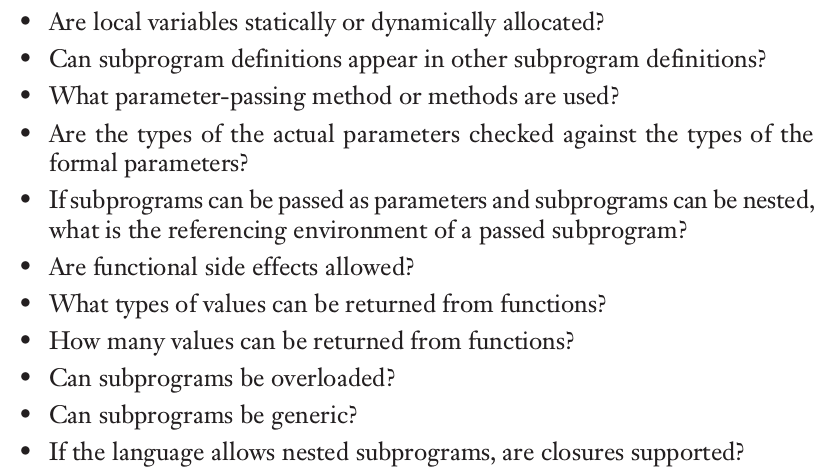 • Are local variables statically or dynamically allocated?
• Can subprogram definitions appear in other subprogram definitions?
• What parameter-passing method or methods are used?
• Are the types of the actual parameters checked against the types of the
formal parameters?
• If subprograms can be passed as parameters and subprograms can be nested,
what is the referencing environment of a passed subprogram?
• Are functional side effects allowed?
• What types of values can be returned from functions?
• How many values can be returned from functions?
• Can subprograms be overloaded?
• Can subprograms be generic?
• If the language allows nested subprograms, are closures supported?